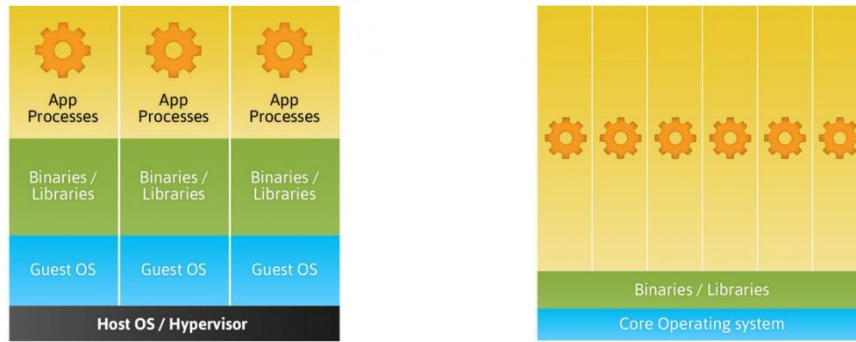 App
Processes
App
Processes
App
Processes
Binaries /
Libraries
Binaries /
Libraries
Binaries /
Libraries
Guest OS
Guest OS
Guest OS
Host OS / Hypervisor
Binaries / Libraries
Core Operating system